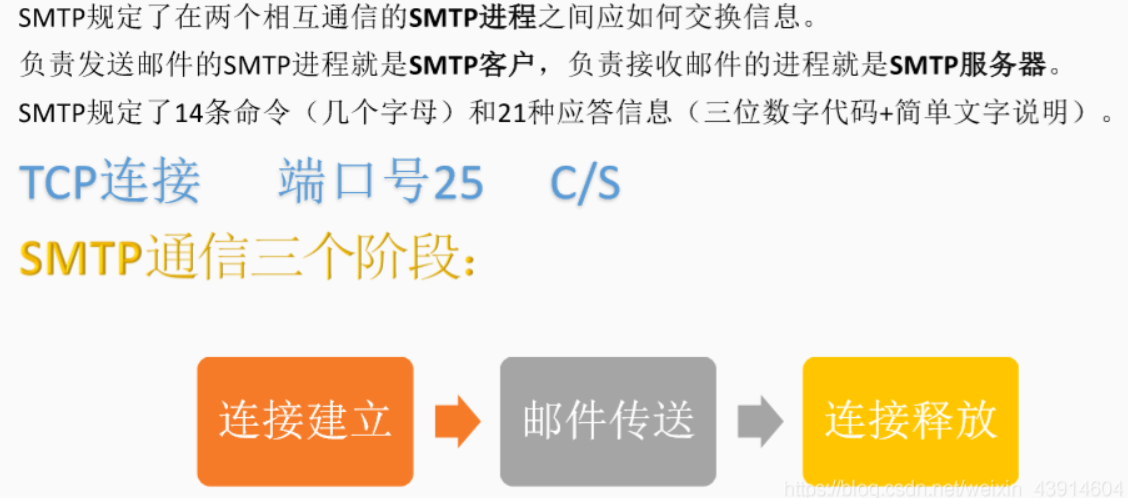 SMTP规定了在两个相互通信的SMTP进程之间应如何交换信息。
负责发送邮件的SMTP进程就是SMTP客户，负责接收邮件的进程就是SMTP服务器。
SMTP规定了14条命令（几个字母）和21种应答信息（三位数字代码+简单文字说明）。
TCP连接 端口号25 C/S
SMTP通信三个阶段:
连接建立 邮件传送 连接释放
https://blog.csdn.net/weixin_43914604